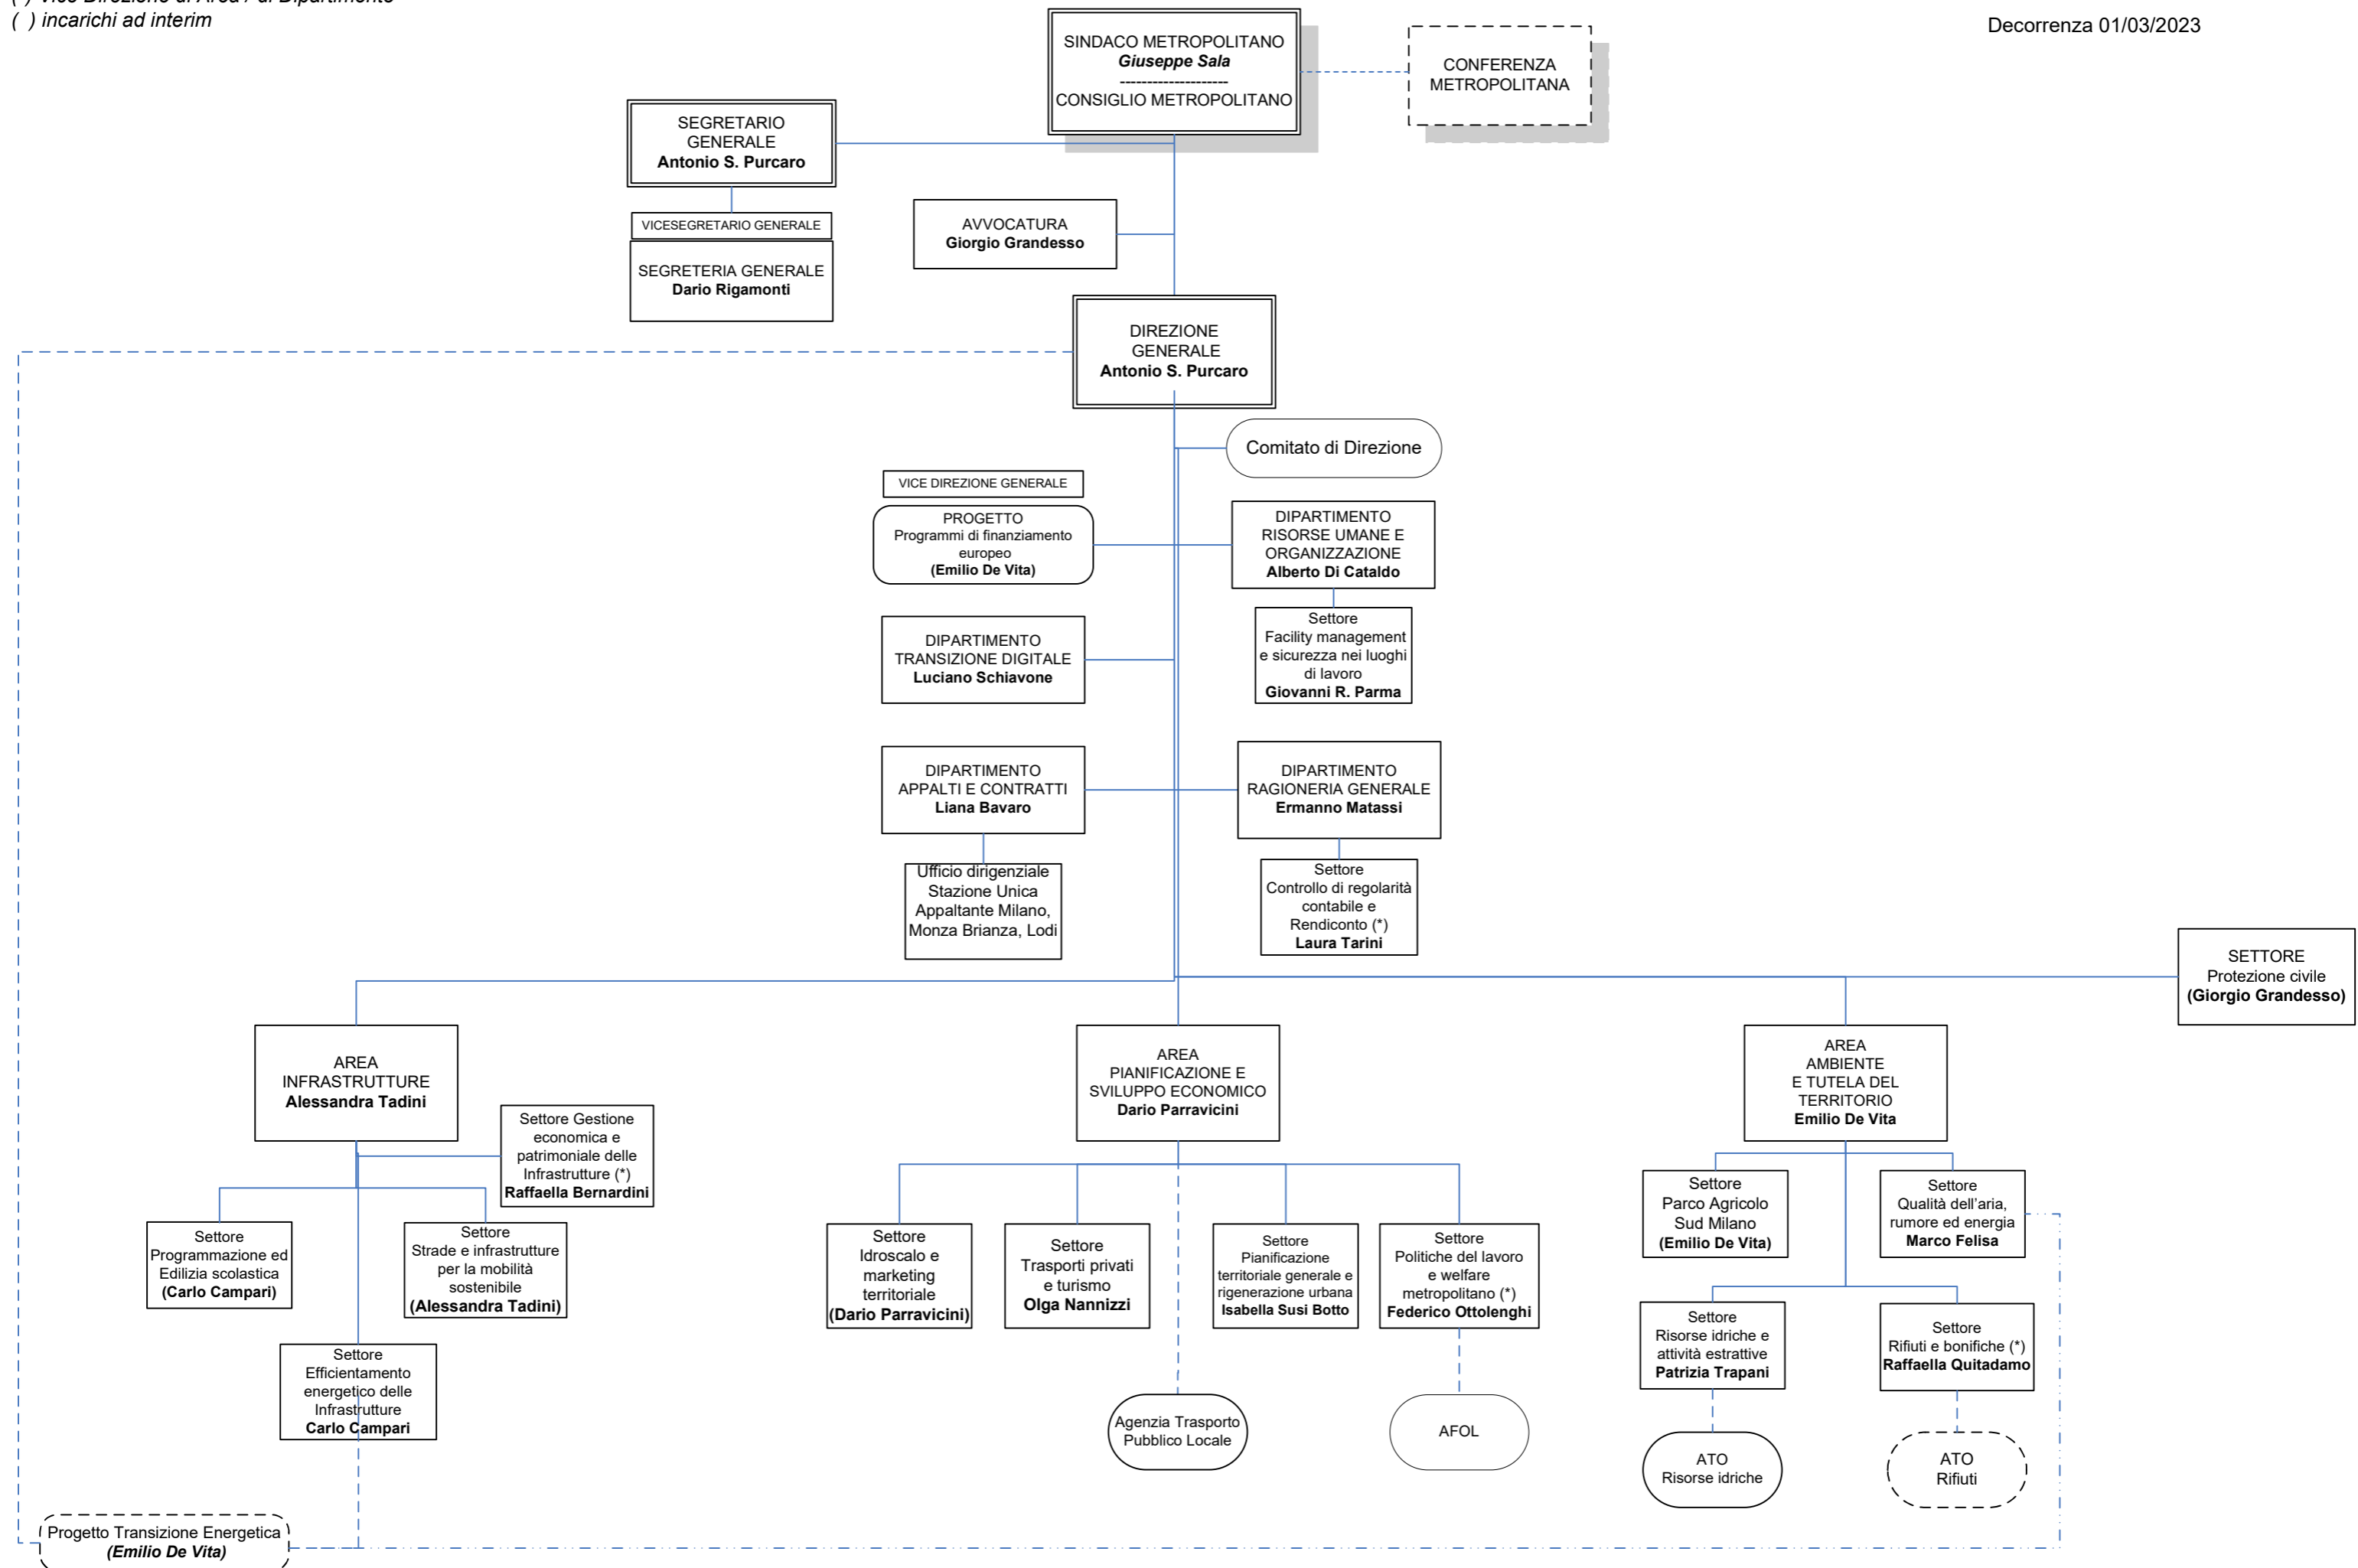 (*) Vice Direzione di Area / di Dipartimento
( ) incarichi ad interim
Decorrenza 01/03/2023
SINDACO METROPOLITANO
Giuseppe Sala
--------------------
CONSIGLIO METROPOLITANO
CONFERENZA
METROPOLITANA
SEGRETARIO
GENERALE
Antonio S. Purcaro
VICESEGRETARIO GENERALE
SEGRETERIA GENERALE
Dario Rigamonti
AVVOCATURA
Giorgio Grandesso
DIREZIONE
GENERALE
Antonio S. Purcaro
Comitato di Direzione
VICE DIREZIONE GENERALE
PROGETTO
Programmi di finanziamento
europeo
(Emilio De Vita)
DIPARTIMENTO
RISORSE UMANE E
ORGANIZZAZIONE
Alberto Di Cataldo
Settore
Facility management
e sicurezza nei luoghi
di lavoro
Giovanni R. Parma
DIPARTIMENTO
TRANSIZIONE DIGITALE
Luciano Schiavone
DIPARTIMENTO
APPALTI E CONTRATTI
Liana Bavaro
DIPARTIMENTO
RAGIONERIA GENERALE
Ermanno Matassi
Ufficio dirigenziale
Stazione Unica
Appaltante Milano,
Monza Brianza, Lodi
Settore
Controllo di regolarità
contabile e
Rendiconto (*)
Laura Tarini
SETTORE
Protezione civile
(Giorgio Grandesso)
AREA
INFRASTRUTTURE
Alessandra Tadini
Settore Gestione
economica e
patrimoniale delle
Infrastrutture (*)
Raffaella Bernardini
Settore
Programmazione ed
Edilizia scolastica
(Carlo Campari)
Settore
Strade e infrastrutture
per la mobilità
sostenibile
(Alessandra Tadini)
Settore
Efficientamento
energetico delle
Infrastrutture
Carlo Campari
AREA
PIANIFICAZIONE E
SVILUPPO ECONOMICO
Dario Parravicini
Settore
Idroscalo e
marketing
territoriale
(Dario Parravicini)
Settore
Trasporti privati
e turismo
Olga Nannizzi
Settore
Pianificazione
territoriale generale e
rigenerazione urbana
Isabella Susi Botto
Settore
Politiche del lavoro
e welfare
metropolitano (*)
Federico Ottolenghi
Agenzia Trasporto
Pubblico Locale
AFOL
AREA
AMBIENTE
E TUTELA DEL
TERRITORIO
Emilio De Vita
Settore
Parco Agricolo
Sud Milano
(Emilio De Vita)
Settore
Qualità dell'aria,
rumore ed energia
Marco Felisa
Settore
Risorse idriche e
attività estrattive
Patrizia Trapani
Settore
Rifiuti e bonifiche (*)
Raffaella Quitadamo
ATO
Risorse idriche
ATO
Rifiuti
Progetto Transizione Energetica
(Emilio De Vita)